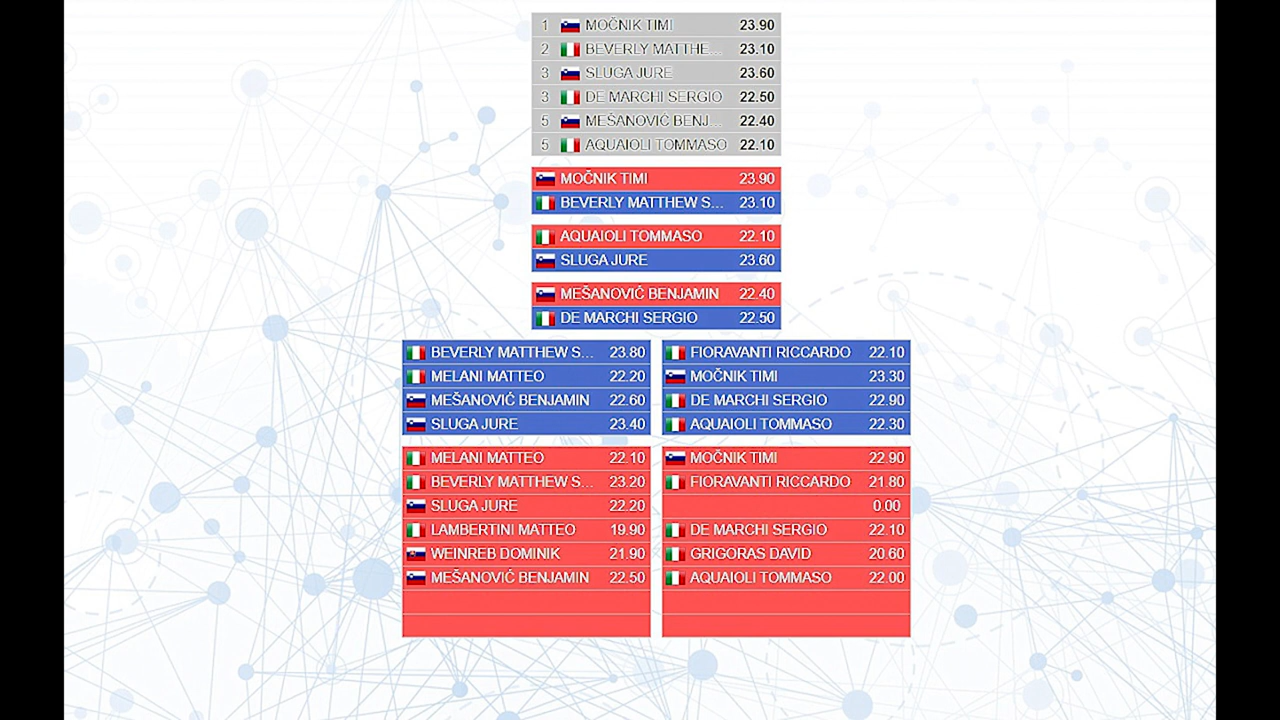 1 MOČNIK TIMI 23.90
2 BEVERLY MATTHE... 23.10
3 SLUGA JURE 23.60
3 DE MARCHI SERGIO 22.50
5 MEŠANOVIĆ BENJ... 22.40
5 AQUAIOLI TOMMASO 22.10
MOČNIK TIMI 23.90
BEVERLY MATTHEW S... 23.10
AQUAIOLI TOMMASO 22.10
SLUGA JURE 23.60
MEŠANOVIĆ BENJAMIN 22.40
DE MARCHI SERGIO 22.50
BEVERLY MATTHEW S... 23.80
MELANI MATTEO 22.20
MEŠANOVIĆ BENJAMIN 22.60
SLUGA JURE 23.40
FIORAVANTI RICCARDO 22.10
MOČNIK TIMI 23.30
DE MARCHI SERGIO 22.90
AQUAIOLI TOMMASO 22.30
MELANI MATTEO 22.10
BEVERLY MATTHEW S... 23.20
SLUGA JURE 22.20
LAMBERTINI MATTEO 19.90
WEINREB DOMINIK 21.90
MEŠANOVIĆ BENJAMIN 22.50
MOČNIK TIMI 22.90
FIORAVANTI RICCARDO 21.80
0.00
DE MARCHI SERGIO 22.10
GRIGORAS DAVID 20.60
AQUAIOLI TOMMASO 22.00